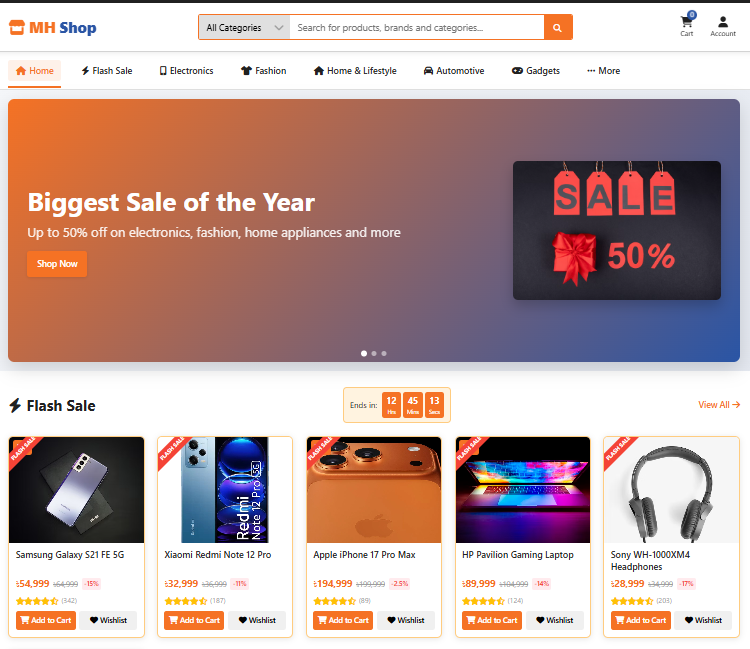 MH Shop
All Categories
Search for products, brands and categories...
0
Cart
Account
Home
Flash Sale
Electronics
Fashion
Home & Lifestyle
Automotive
Gadgets
More
Biggest Sale of the Year
Up to 50% off on electronics, fashion, home appliances and more
Shop Now
SALE
50%
Flash Sale
Ends in:
12
Hrs
45
Mins
13
Secs
View All
FLASH SALE
Samsung Galaxy S21 FE 5G
৳54,999 ৳64,999 -15%
(342)
Add to Cart
Wishlist
FLASH SALE
Redmi
Note 12 Pro 5G
Xiaomi Redmi Note 12 Pro
৳32,999 ৳36,999 -11%
(187)
Add to Cart
Wishlist
FLASH SALE
Apple iPhone 17 Pro Max
৳194,999 ৳199,999 -2.5%
(89)
Add to Cart
Wishlist
FLASH SALE
HP Pavilion Gaming Laptop
৳89,999 ৳104,999 -14%
(124)
Add to Cart
Wishlist
FLASH SALE
Sony WH-1000XM4
Headphones
৳28,999 ৳34,999 -17%
(203)
Add to Cart
Wishlist